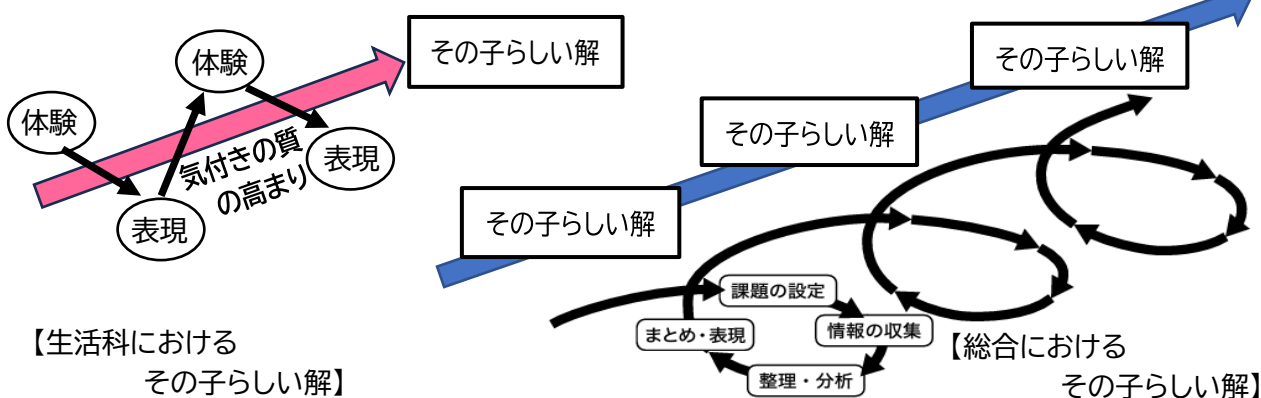 体験
表現
体験
表現
気付きの質
の高まり
その子らしい解
【生活科における
その子らしい解】
その子らしい解
その子らしい解
その子らしい解
課題の設定
情報の収集
整理・分析
まとめ・表現
【総合における
その子らしい解】